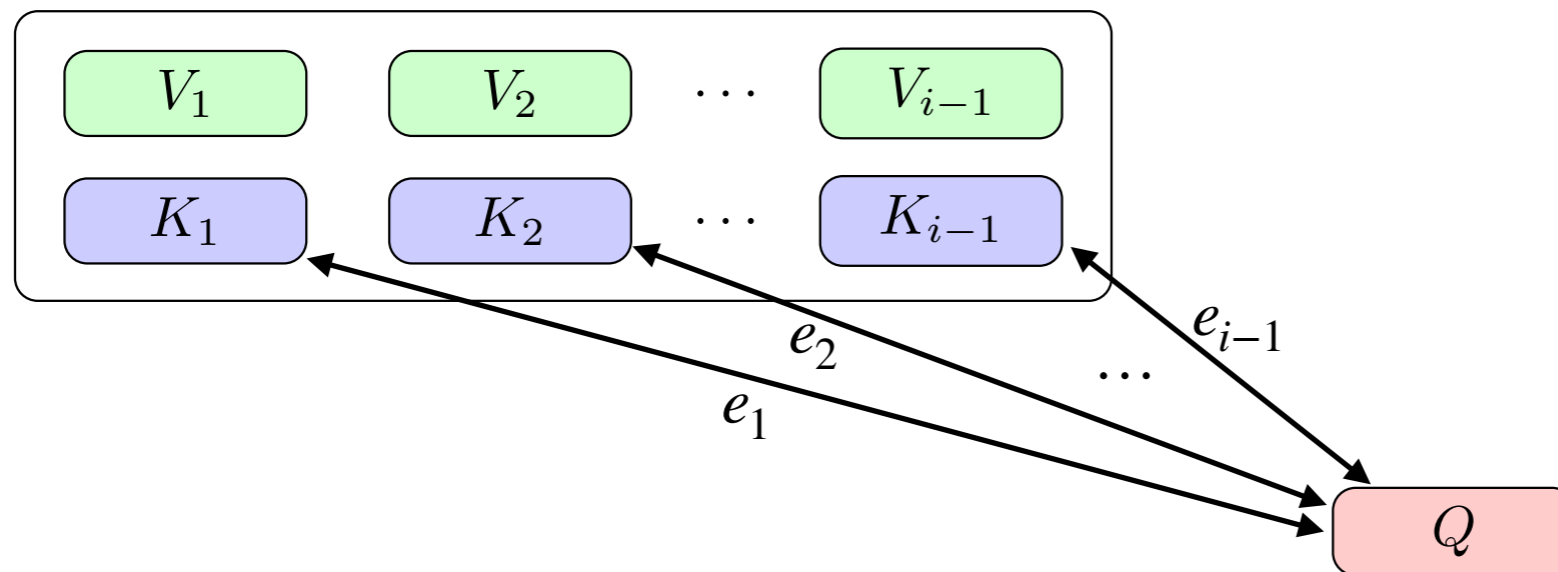 V₁ V₂ ⋯ Vᵢ₋₁
K₁ K₂ ⋯ Kᵢ₋₁
eᵢ₋₁
e₂
⋯
e₁
Q